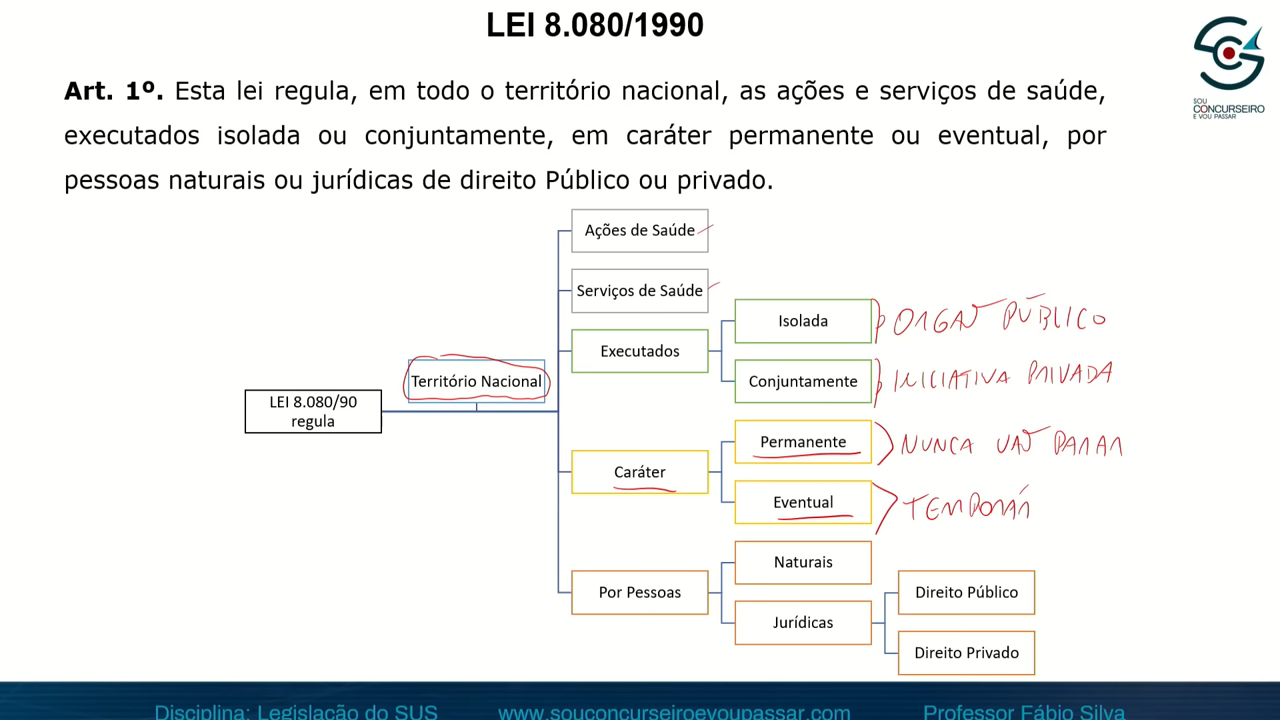 LEI 8.080/1990
SOU
CONCURSEIRO
E VOU PASSAR
Art. 1º. Esta lei regula, em todo o território nacional, as ações e serviços de saúde,
executados isolada ou conjuntamente, em caráter permanente ou eventual, por
pessoas naturais ou jurídicas de direito Público ou privado.
Ações de Saúde
Serviços de Saúde
Isolada
PÚBLICO
Executados
Território Nacional
Conjuntamente
INICIATIVA PRIVADA
LEI 8.080/90
regula
Permanente
NUNCA PARAR
Caráter
Eventual
TEMPORÁ
Naturais
Por Pessoas
Direito Público
Jurídicas
Direito Privado
Disciplina: Legislação do SUS www.souconcurseiroevoupassar.com Professor Fábio Silva